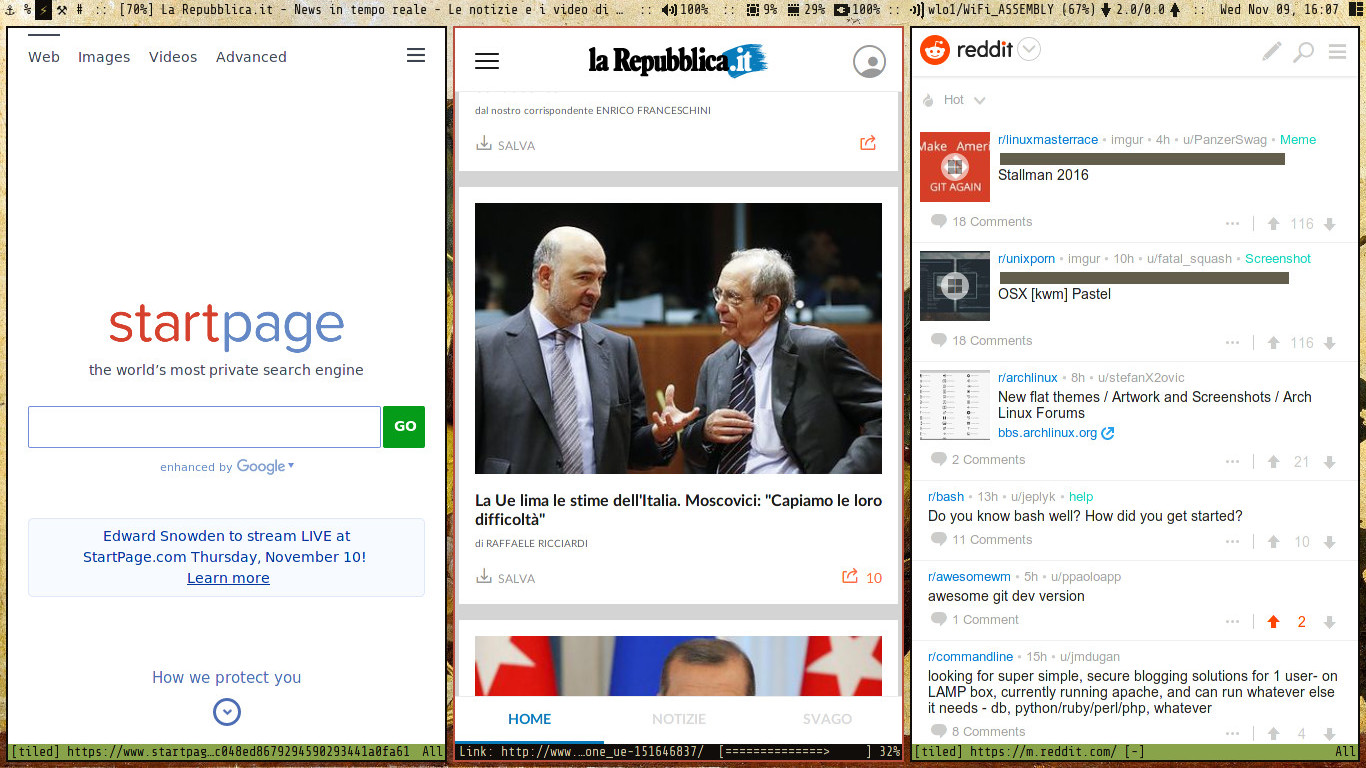 % # :: [70%] La Repubblica.it - News in tempo reale - Le notizie e i video di … :: 100% :: 9% 29% 100% :: wlo1/WiFi_ASSEMBLY (67%) 2.0/0.0 :: Wed Nov 09, 16:07
Web Images Videos Advanced
startpage
the world's most private search engine
GO
enhanced by Google
Edward Snowden to stream LIVE at
StartPage.com Thursday, November 10!
Learn more
How we protect you
[tiled] https://www.startpag…c048ed8679294590293441a0fa61 All
la Repubblica.it
dal nostro corrispondente ENRICO FRANCESCHINI
SALVA
La Ue lima le stime dell'Italia. Moscovici: "Capiamo le loro
difficoltà"
di RAFFAELE RICCIARDI
SALVA 10
HOME NOTIZIE SVAGO
Link: http://www.…one_ue-151646837/ [==============> ] 32%
reddit
Hot
Make Ameri
GIT AGAIN
r/linuxmasterrace • imgur • 4h • u/PanzerSwag • Meme
Stallman 2016
18 Comments ••• 116
r/unixporn • imgur • 10h • u/fatal_squash • Screenshot
OSX [kwm] Pastel
18 Comments ••• 116
r/archlinux • 8h • u/stefanX2ovic
New flat themes / Artwork and Screenshots / Arch
Linux Forums
bbs.archlinux.org
2 Comments ••• 21
r/bash • 13h • u/jeplyk • help
Do you know bash well? How did you get started?
11 Comments ••• 10
r/awesomewm • 5h • u/ppaoloapp
awesome git dev version
1 Comment ••• 2
r/commandline • 15h • u/jmdugan
looking for super simple, secure blogging solutions for 1 user- on
LAMP box, currently running apache, and can run whatever else
it needs - db, python/ruby/perl/php, whatever
8 Comments ••• 4
[tiled] https://m.reddit.com/ [-] All